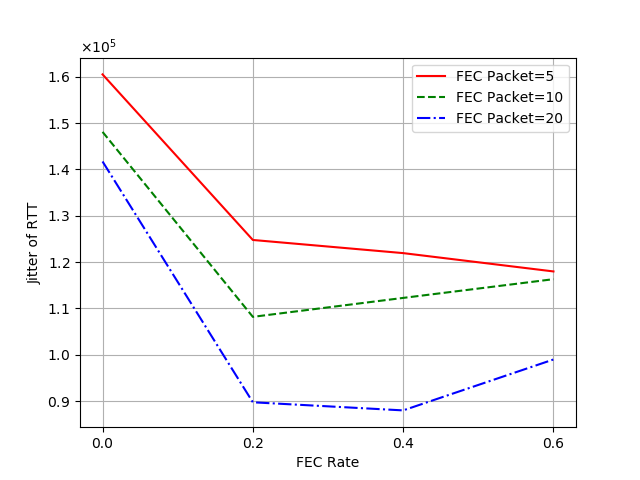 ×10⁵
1.6
1.5
1.4
1.3
1.2
1.1
1.0
0.9
Jitter of RTT
FEC Packet=5
FEC Packet=10
FEC Packet=20
0.0 0.2 0.4 0.6
FEC Rate